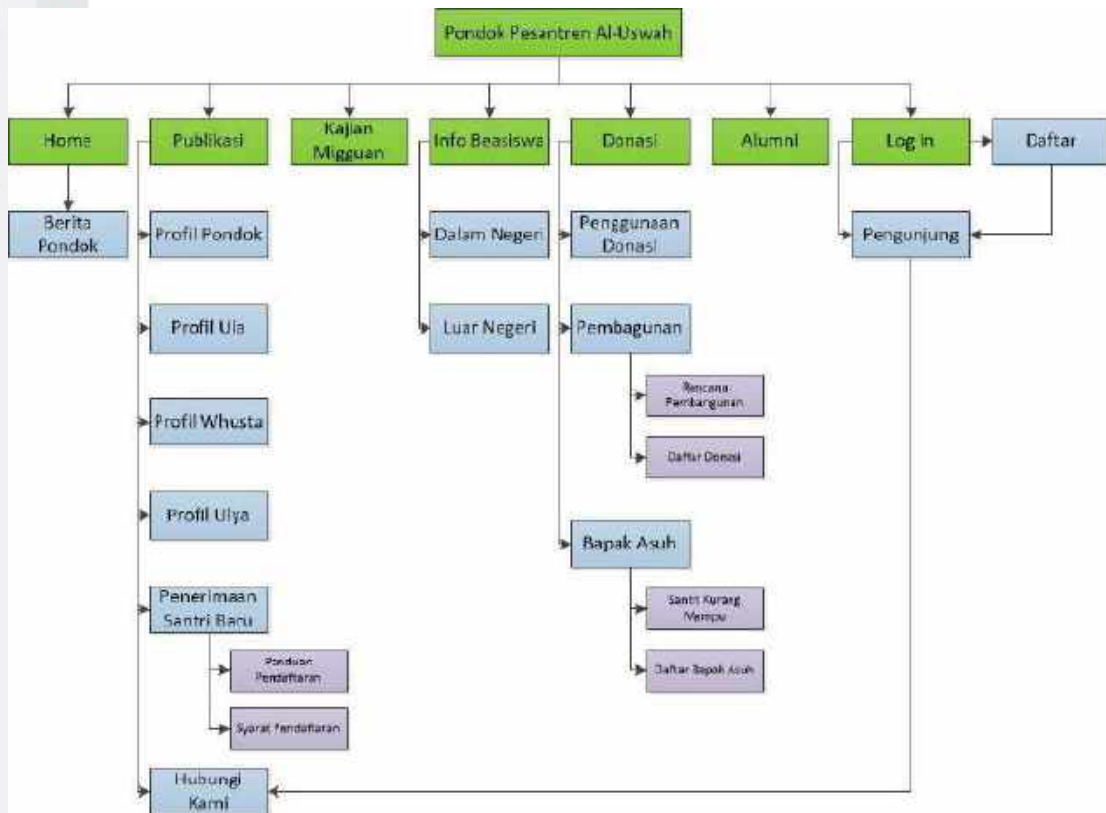 Pondok Pesantren Al-Uswah
Home
Publikasi
Kajian
Migguan
Info Beasiswa
Donasi
Alumni
Log In
Daftar
Berita
Pondok
Profil Pondok
Dalam Negeri
Penggunaan
Donasi
Pengunjung
Profil Ula
Luar Negeri
Pembagunan
Rencana
Pembangunan
Profil Whusta
Daftar Donasi
Profil Ulya
Bapak Asuh
Penerimaan
Santri Baru
Santri Kurang
Mampu
Panduan
Pendaftaran
Daftar Bapak Asuh
Syarat Pendaftaran
Hubungi
Kami